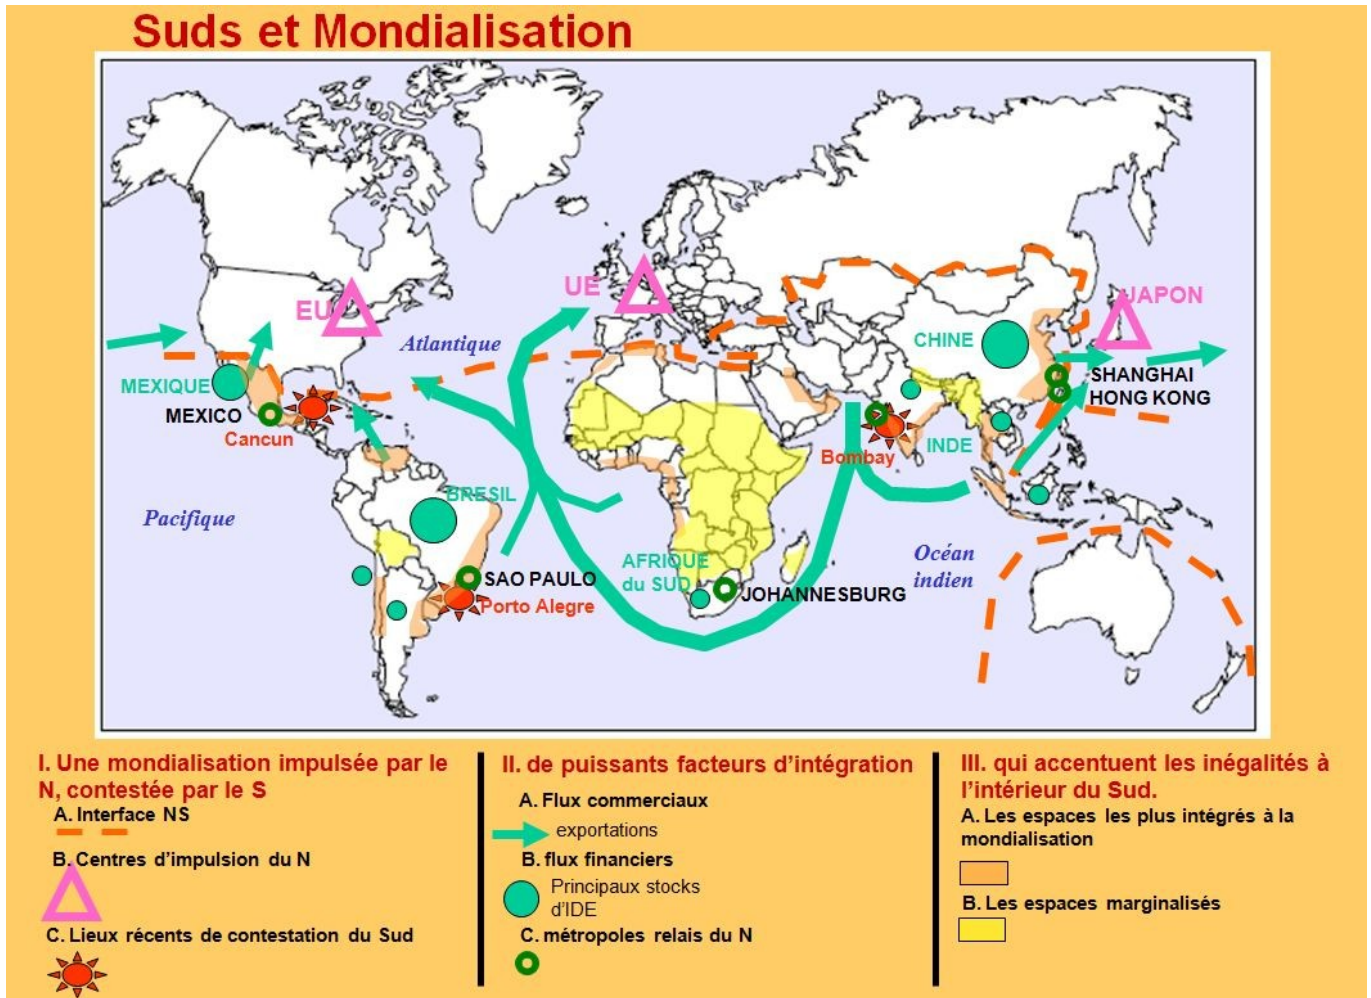 Suds et Mondialisation
UE
EU
JAPON
Atlantique
CHINE
MEXIQUE
SHANGHAI
HONG KONG
MEXICO
Cancun
INDE
Bombay
BRESIL
Pacifique
AFRIQUE
du SUD
Océan
indien
SAO PAULO
Porto Alegre
JOHANNESBURG
I. Une mondialisation impulsée par le
N, contestée par le S
A. Interface NS
B. Centres d'impulsion du N
C. Lieux récents de contestation du Sud
II. de puissants facteurs d'intégration
A. Flux commerciaux
exportations
B. flux financiers
Principaux stocks
d'IDE
C. métropoles relais du N
III. qui accentuent les inégalités à
l'intérieur du Sud.
A. Les espaces les plus intégrés à la
mondialisation
B. Les espaces marginalisés